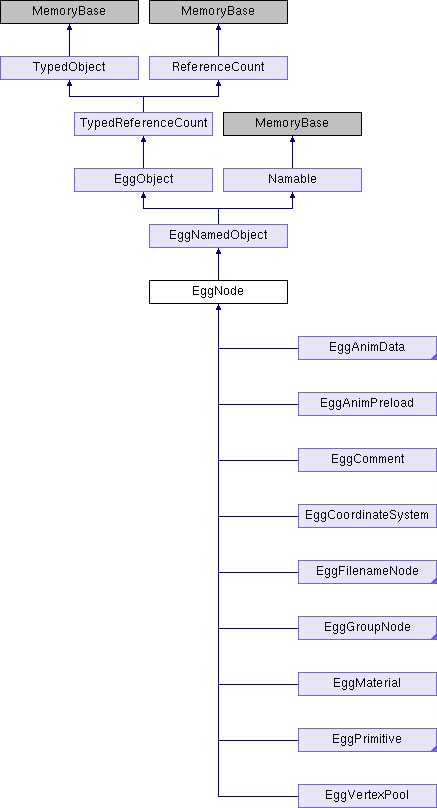 MemoryBase
MemoryBase
TypedObject
ReferenceCount
TypedReferenceCount
MemoryBase
EggObject
Namable
EggNamedObject
EggNode
EggAnimData
EggAnimPreload
EggComment
EggCoordinateSystem
EggFilenameNode
EggGroupNode
EggMaterial
EggPrimitive
EggVertexPool